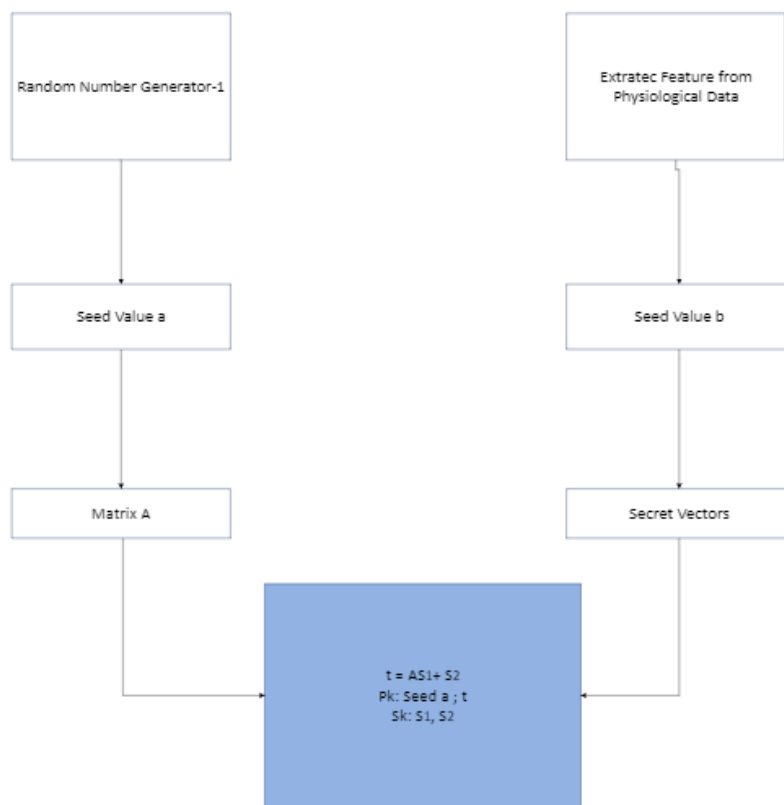 Random Number Generator-1
Extratec Feature from
Physiological Data
Seed Value a
Seed Value b
Matrix A
Secret Vectors
t = AS1+ S2
Pk: Seed a ; t
Sk: S1, S2